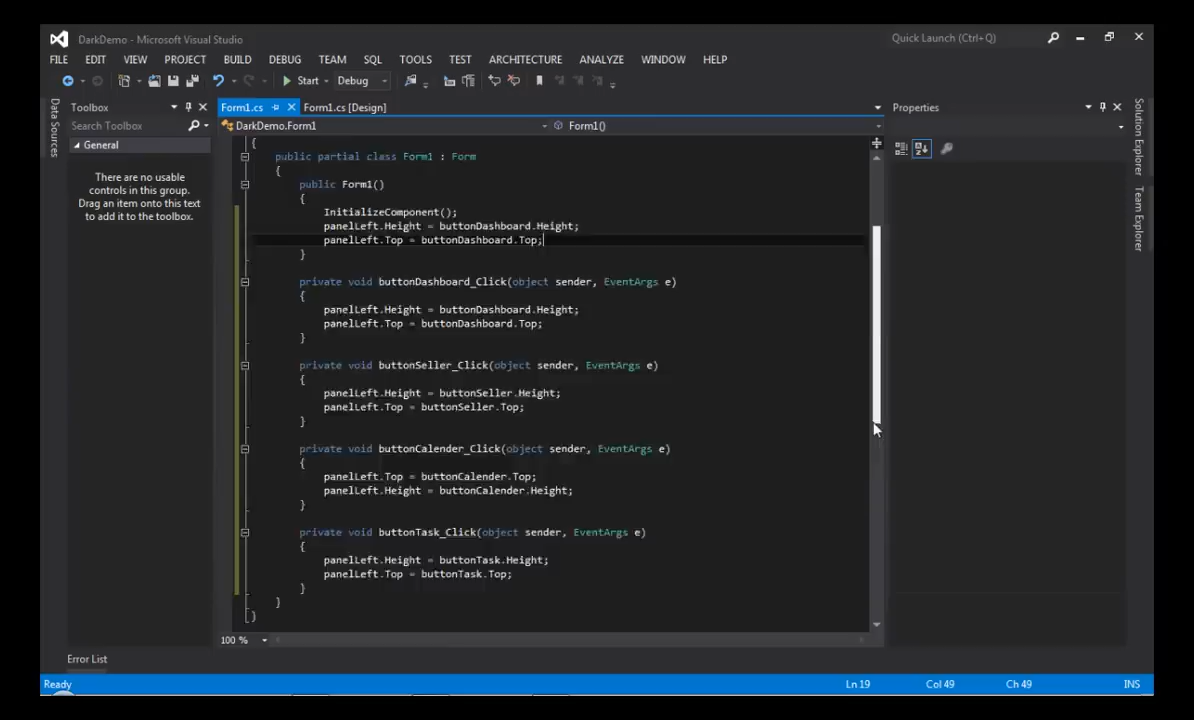 DarkDemo - Microsoft Visual Studio
Quick Launch (Ctrl+Q)
FILE EDIT VIEW PROJECT BUILD DEBUG TEAM SQL TOOLS TEST ARCHITECTURE ANALYZE WINDOW HELP
Start Debug
Data Sources
Toolbox
Search Toolbox
General
There are no usable
controls in this group.
Drag an item onto this text
to add it to the toolbox.
Form1.cs Form1.cs [Design]
DarkDemo.Form1 Form1()
{
public partial class Form1 : Form
{
public Form1()
{
InitializeComponent();
panelLeft.Height = buttonDashboard.Height;
panelLeft.Top = buttonDashboard.Top;
}
private void buttonDashboard_Click(object sender, EventArgs e)
{
panelLeft.Height = buttonDashboard.Height;
panelLeft.Top = buttonDashboard.Top;
}
private void buttonSeller_Click(object sender, EventArgs e)
{
panelLeft.Height = buttonSeller.Height;
panelLeft.Top = buttonSeller.Top;
}
private void buttonCalender_Click(object sender, EventArgs e)
{
panelLeft.Top = buttonCalender.Top;
panelLeft.Height = buttonCalender.Height;
}
private void buttonTask_Click(object sender, EventArgs e)
{
panelLeft.Height = buttonTask.Height;
panelLeft.Top = buttonTask.Top;
}
}
}
100 %
Properties
Solution Explorer
Team Explorer
Error List
Ready
Ln 19 Col 49 Ch 49 INS